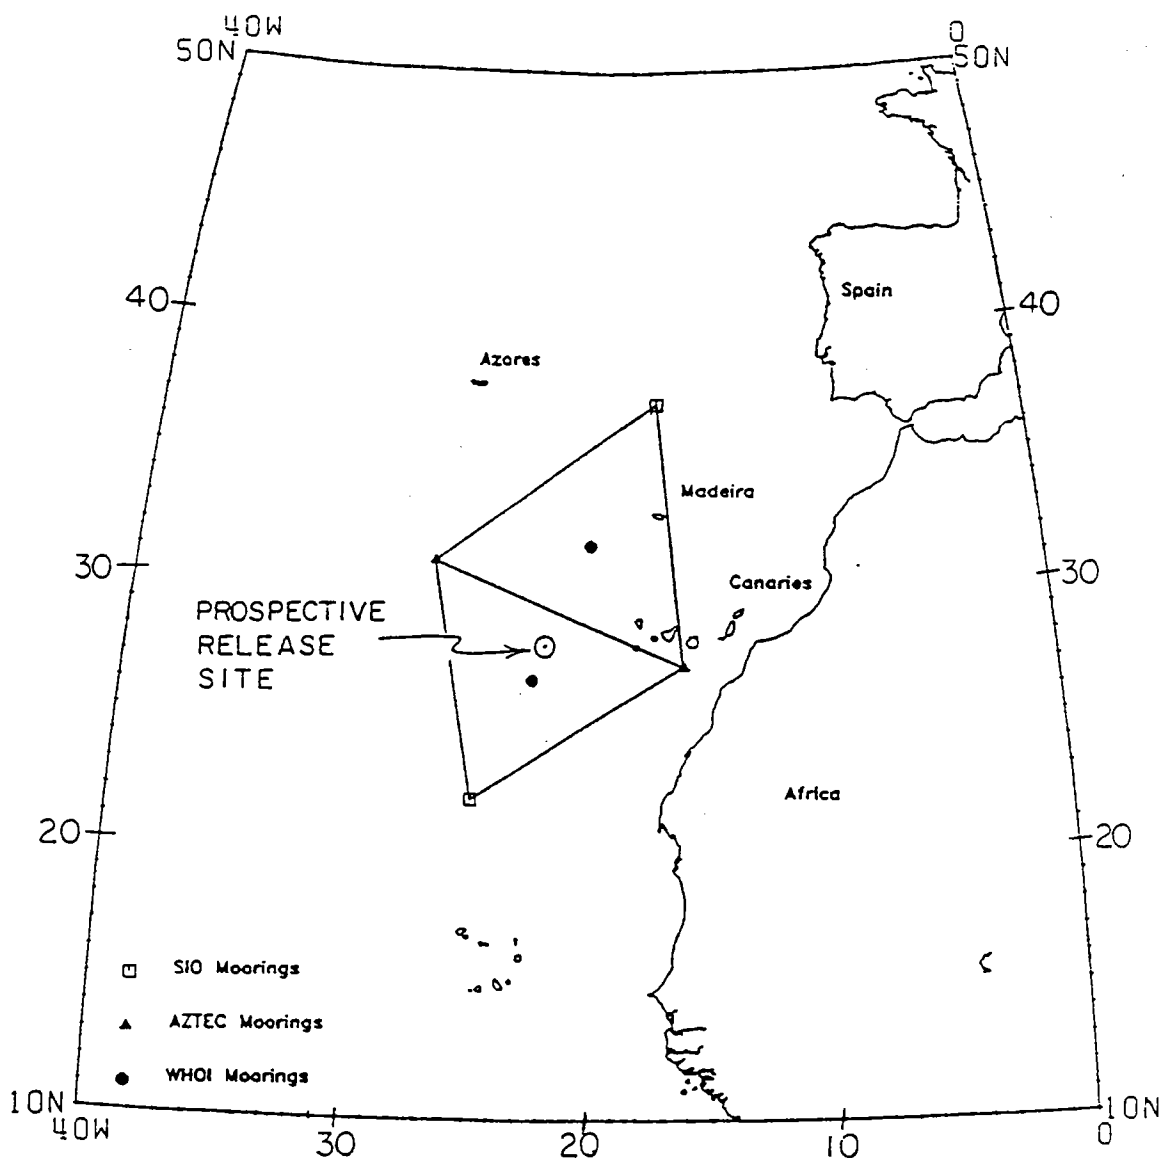 40W
50N
0
50N
40
40
Spain
Azores
Madeira
30
30
Canaries
PROSPECTIVE
RELEASE
SITE
Africa
20
20
SIO Moorings
AZTEC Moorings
WHOI Moorings
10N
40W
30
20
10
10N
0